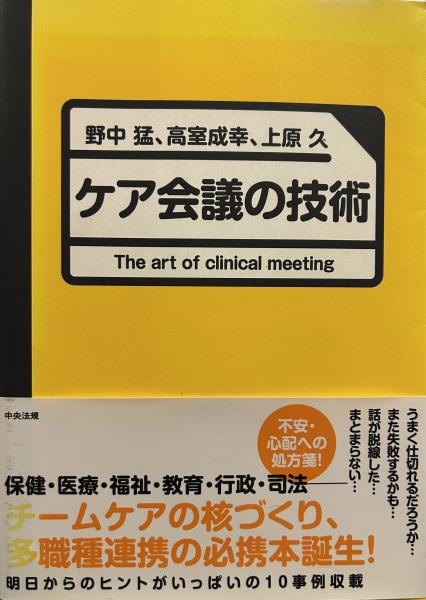 野中 猛、高室成幸、上原 久
ケア会議の技術
The art of clinical meeting
中央法規
不安・
心配への
処方箋!
うまく仕切れるだろうか…
また失敗するかも…
話が脱線した…
まとまらない…
保健・医療・福祉・教育・行政・司法
チームケアの核づくり、
多職種連携の必携本誕生!
明日からのヒントがいっぱいの10事例収載